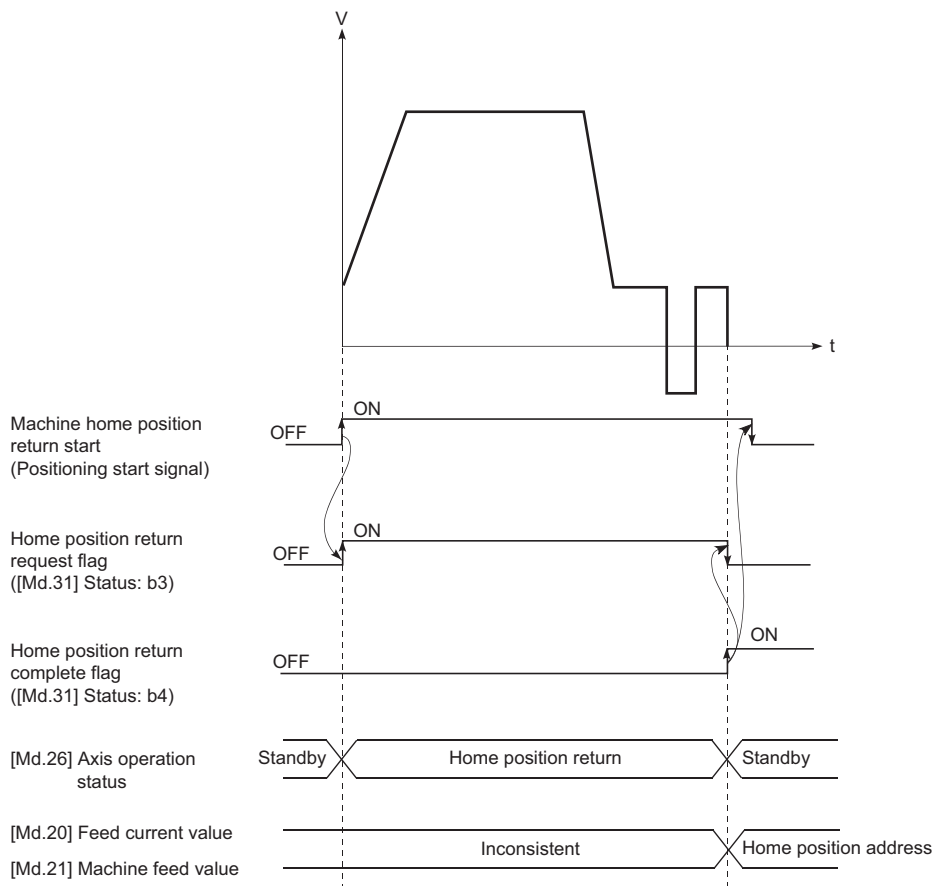 V
t
Machine home position
return start
(Positioning start signal)
OFF
ON
Home position return
request flag
([Md.31] Status: b3)
OFF
ON
Home position return
complete flag
([Md.31] Status: b4)
OFF
ON
[Md.26] Axis operation
status
Standby
Home position return
Standby
[Md.20] Feed current value
[Md.21] Machine feed value
Inconsistent
Home position address